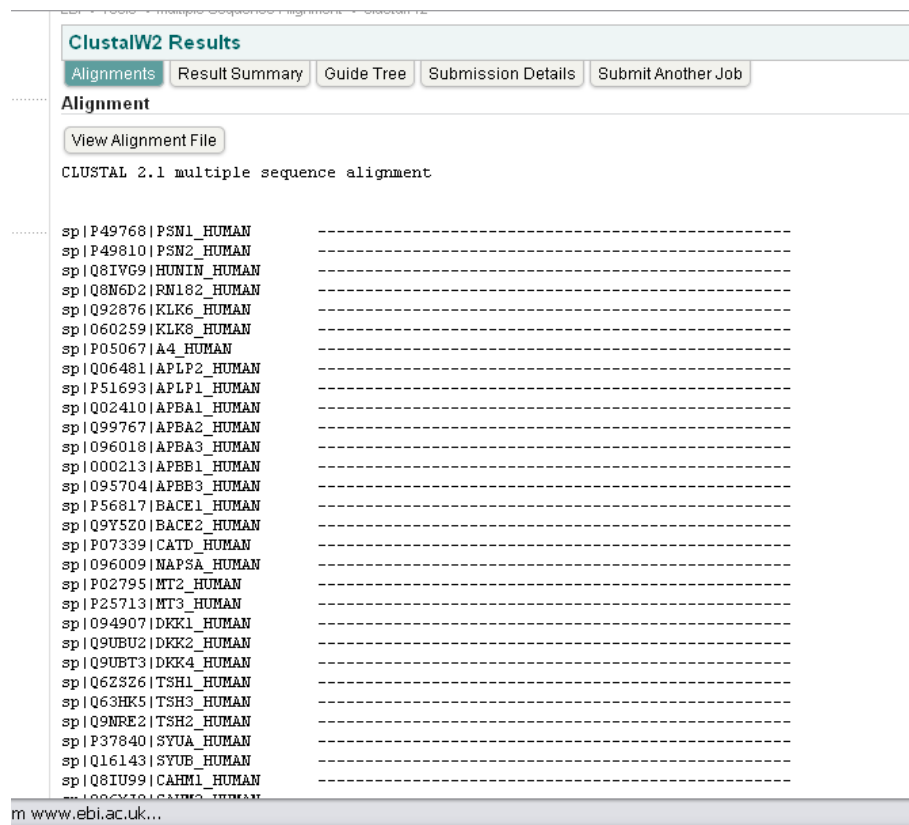 ClustalW2 Results
Alignments Result Summary Guide Tree Submission Details Submit Another Job
Alignment
View Alignment File
CLUSTAL 2.1 multiple sequence alignment
sp|P49768|PSN1_HUMAN --------------------------------------------------
sp|P49810|PSN2_HUMAN --------------------------------------------------
sp|Q8IVG9|HUNIN_HUMAN --------------------------------------------------
sp|Q8N6D2|RN182_HUMAN --------------------------------------------------
sp|Q92876|KLK6_HUMAN --------------------------------------------------
sp|O60259|KLK8_HUMAN --------------------------------------------------
sp|P05067|A4_HUMAN --------------------------------------------------
sp|Q06481|APLP2_HUMAN --------------------------------------------------
sp|P51693|APLP1_HUMAN --------------------------------------------------
sp|Q02410|APBA1_HUMAN --------------------------------------------------
sp|Q99767|APBA2_HUMAN --------------------------------------------------
sp|O96018|APBA3_HUMAN --------------------------------------------------
sp|O00213|APBB1_HUMAN --------------------------------------------------
sp|O95704|APBB3_HUMAN --------------------------------------------------
sp|P56817|BACE1_HUMAN --------------------------------------------------
sp|Q9Y5Z0|BACE2_HUMAN --------------------------------------------------
sp|P07339|CATD_HUMAN --------------------------------------------------
sp|O96009|NAPSA_HUMAN --------------------------------------------------
sp|P02795|MT2_HUMAN --------------------------------------------------
sp|P25713|MT3_HUMAN --------------------------------------------------
sp|O94907|DKK1_HUMAN --------------------------------------------------
sp|Q9UBU2|DKK2_HUMAN --------------------------------------------------
sp|Q9UBT3|DKK4_HUMAN --------------------------------------------------
sp|Q6ZSZ6|TSH1_HUMAN --------------------------------------------------
sp|Q63HK5|TSH3_HUMAN --------------------------------------------------
sp|Q9NRE2|TSH2_HUMAN --------------------------------------------------
sp|P37840|SYUA_HUMAN --------------------------------------------------
sp|Q16143|SYUB_HUMAN --------------------------------------------------
sp|Q8IU99|CAHM1_HUMAN --------------------------------------------------
m www.ebi.ac.uk...